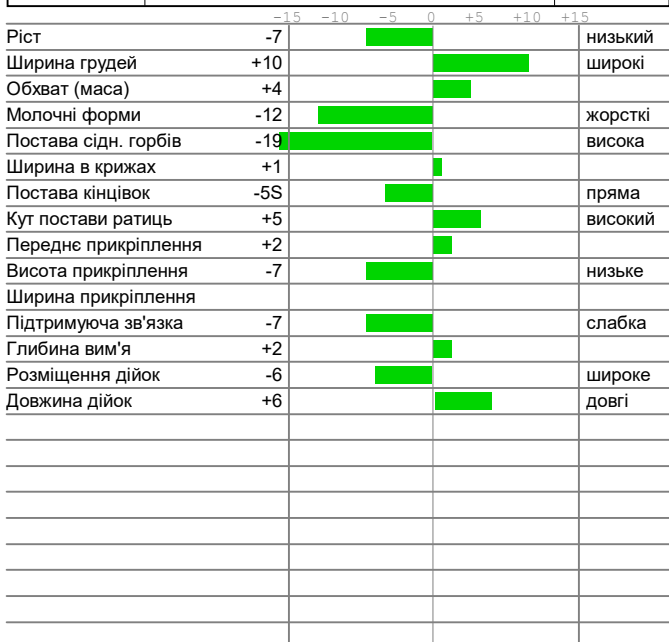 -15 -10 -5 0 +5 +10 +15
Ріст -7 низький
Ширина грудей +10 широкі
Обхват (маса) +4
Молочні форми -12 жорсткі
Постава сідн. горбів -19 висока
Ширина в крижах +1
Постава кінцівок -5S пряма
Кут постави ратиць +5 високий
Переднє прикріплення +2
Висота прикріплення -7 низьке
Ширина прикріплення
Підтримуюча зв'язка -7 слабка
Глибина вим'я +2
Розміщення дійок -6 широке
Довжина дійок +6 довгі